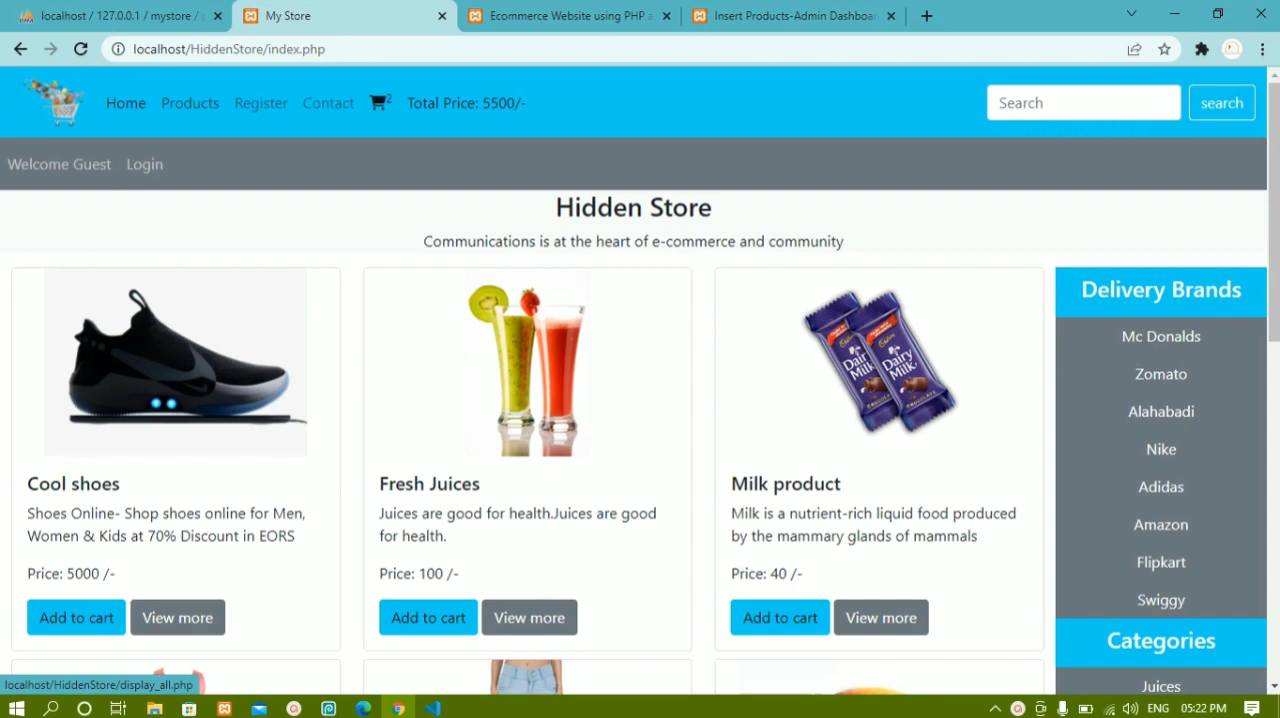 localhost / 127.0.0.1 / mystore / p
My Store
Ecommerce Website using PHP a
Insert Products-Admin Dashboar
localhost/HiddenStore/index.php
Home Products Register Contact 2 Total Price: 5500/-
Search search
Welcome Guest Login
Hidden Store
Communications is at the heart of e-commerce and community
Cool shoes
Shoes Online- Shop shoes online for Men,
Women & Kids at 70% Discount in EORS
Price: 5000 /-
Add to cart View more
Dairy
Milk
Dairy
Milk
Fresh Juices
Juices are good for health.Juices are good
for health.
Price: 100 /-
Add to cart View more
Milk product
Milk is a nutrient-rich liquid food produced
by the mammary glands of mammals
Price: 40 /-
Add to cart View more
Delivery Brands
Mc Donalds
Zomato
Alahabadi
Nike
Adidas
Amazon
Flipkart
Swiggy
Categories
Juices
localhost/HiddenStore/display_all.php
ENG 05:22 PM